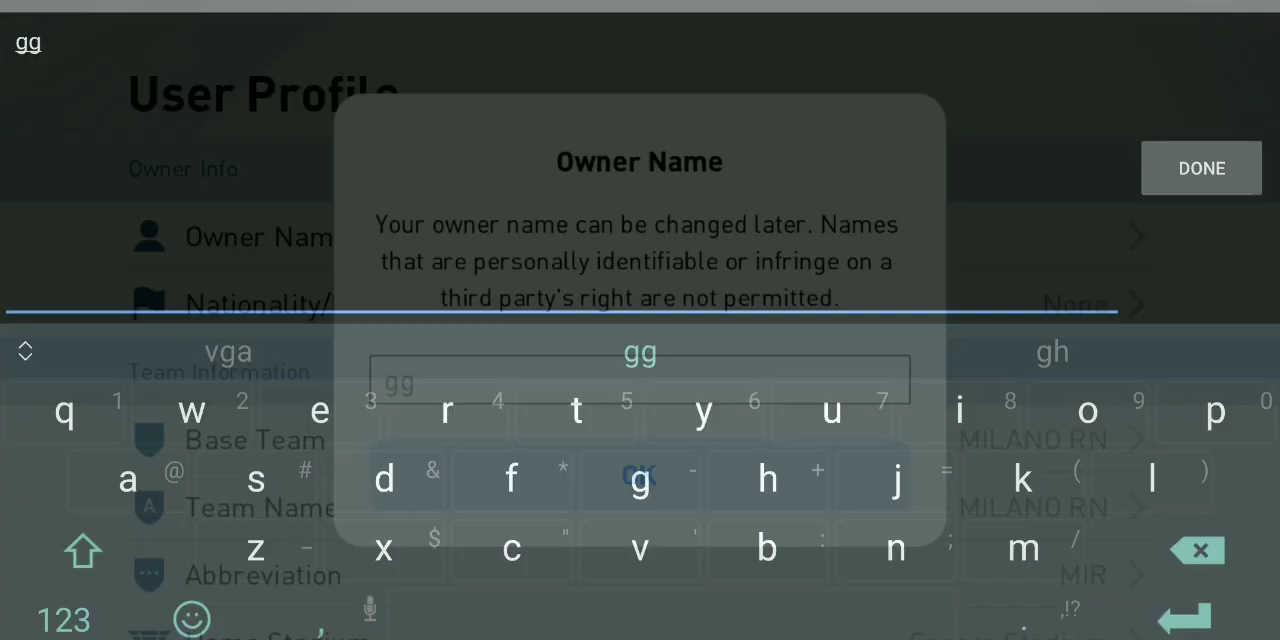 gg
User Profile
Owner Info
DONE
Owner Name
Your owner name can be changed later. Names
that are personally identifiable or infringe on a
third party's right are not permitted.
Owner Nam
Nationality/
None
vga gg gh
Team Information
gg
q 1 w 2 e 3 r 4 t 5 y 6 u 7 i 8 o 9 p 0
Base Team MILANO RN
OK
a @ s # d & f * g - h + j = k ( l )
Team Name MILANO RN
z _ x $ c " v ' b : n ; m /
Abbreviation MIR
123 , . ,!?